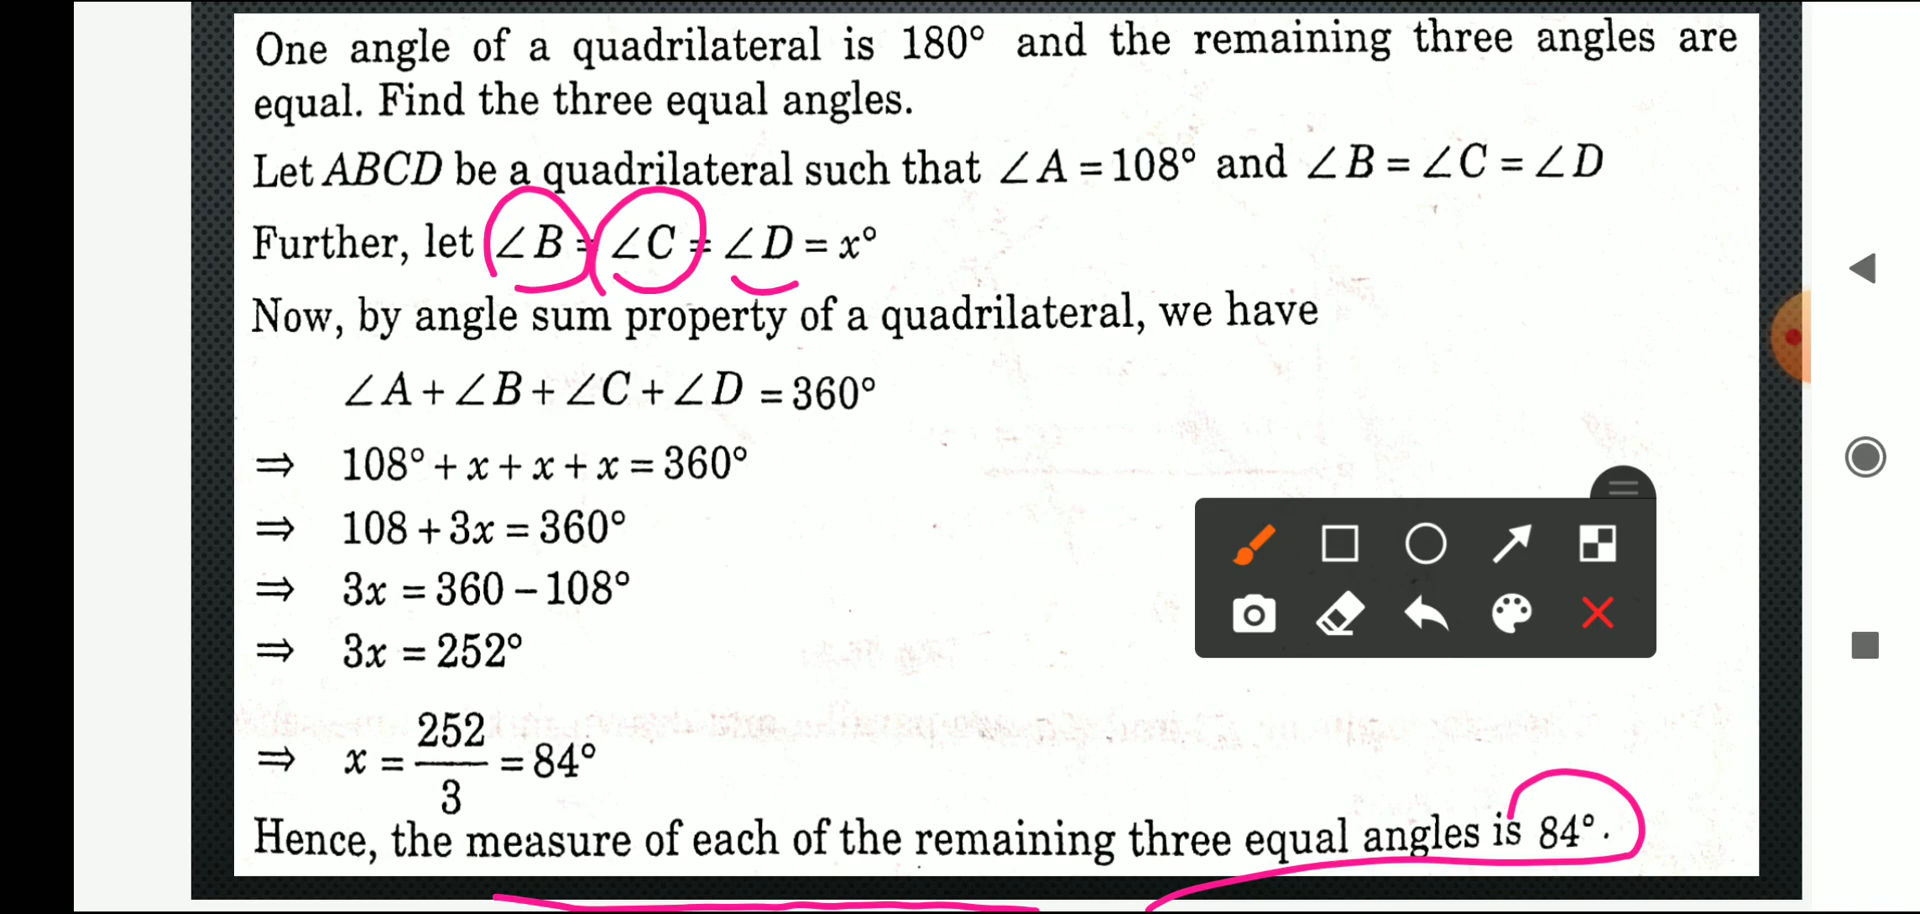 One angle of a quadrilateral is 180° and the remaining three angles are
equal. Find the three equal angles.
Let ABCD be a quadrilateral such that ∠A = 108° and ∠B = ∠C = ∠D
Further, let ∠B = ∠C = ∠D = x°
Now, by angle sum property of a quadrilateral, we have
∠A + ∠B + ∠C + ∠D = 360°
⇒ 108° + x + x + x = 360°
⇒ 108 + 3x = 360°
⇒ 3x = 360 – 108°
⇒ 3x = 252°
⇒ x = 252/3 = 84°
Hence, the measure of each of the remaining three equal angles is 84°.